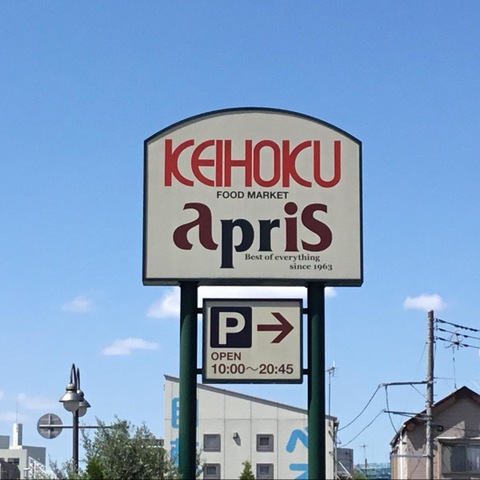 KEIHOKU
FOOD MARKET
apris
Best of everything
since 1963
P →
OPEN
10:00〜20:45